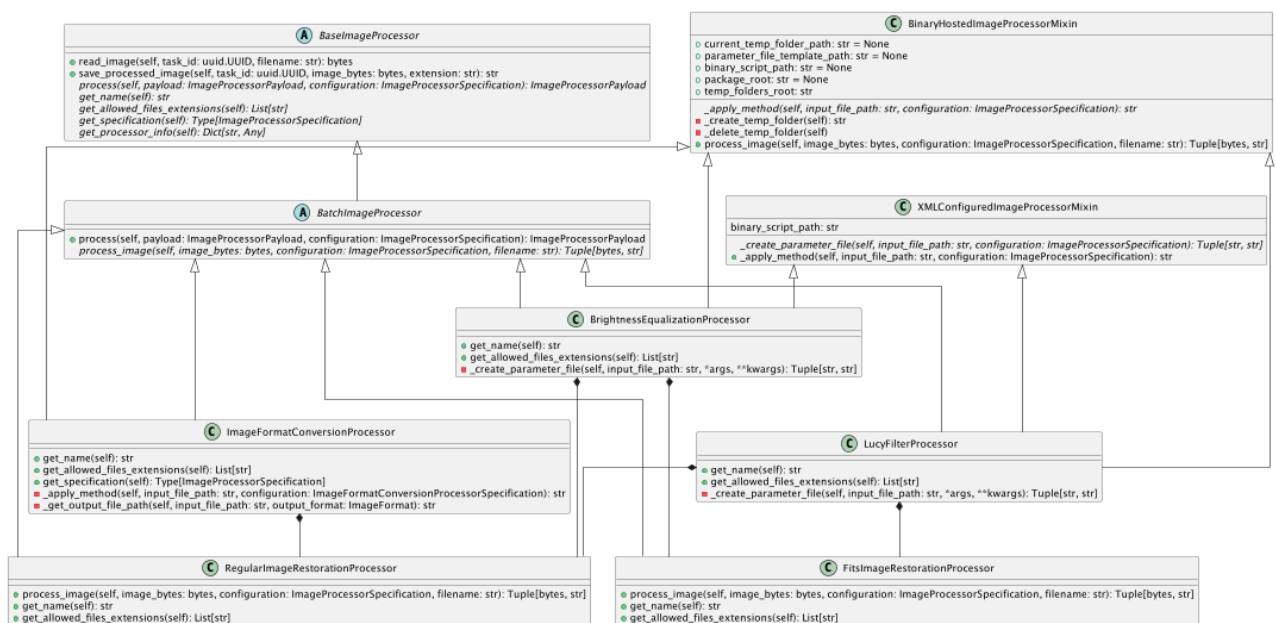 A BaseImageProcessor
read_image(self, task_id: uuid.UUID, filename: str): bytes
save_processed_image(self, task_id: uuid.UUID, image_bytes: bytes, extension: str): str
process(self, payload: ImageProcessorPayload, configuration: ImageProcessorSpecification): ImageProcessorPayload
get_name(self): str
get_allowed_files_extensions(self): List[str]
get_specification(self): Type[ImageProcessorSpecification]
get_processor_info(self): Dict[str, Any]
C BinaryHostedImageProcessorMixin
current_temp_folder_path: str = None
parameter_file_template_path: str = None
binary_script_path: str = None
package_root: str = None
temp_folders_root: str
_apply_method(self, input_file_path: str, configuration: ImageProcessorSpecification): str
_create_temp_folder(self): str
_delete_temp_folder(self)
process_image(self, image_bytes: bytes, configuration: ImageProcessorSpecification, filename: str): Tuple[bytes, str]
A BatchImageProcessor
process(self, payload: ImageProcessorPayload, configuration: ImageProcessorSpecification): ImageProcessorPayload
process_image(self, image_bytes: bytes, configuration: ImageProcessorSpecification, filename: str): Tuple[bytes, str]
C XMLConfiguredImageProcessorMixin
binary_script_path: str
_create_parameter_file(self, input_file_path: str, configuration: ImageProcessorSpecification): Tuple[str, str]
_apply_method(self, input_file_path: str, configuration: ImageProcessorSpecification): str
C BrightnessEqualizationProcessor
get_name(self): str
get_allowed_files_extensions(self): List[str]
_create_parameter_file(self, input_file_path: str, *args, **kwargs): Tuple[str, str]
C ImageFormatConversionProcessor
get_name(self): str
get_allowed_files_extensions(self): List[str]
get_specification(self): Type[ImageProcessorSpecification]
_apply_method(self, input_file_path: str, configuration: ImageFormatConversionProcessorSpecification): str
_get_output_file_path(self, input_file_path: str, output_format: ImageFormat): str
C LucyFilterProcessor
get_name(self): str
get_allowed_files_extensions(self): List[str]
_create_parameter_file(self, input_file_path: str, *args, **kwargs): Tuple[str, str]
C RegularImageRestorationProcessor
process_image(self, image_bytes: bytes, configuration: ImageProcessorSpecification, filename: str): Tuple[bytes, str]
get_name(self): str
get_allowed_files_extensions(self): List[str]
C FitsImageRestorationProcessor
process_image(self, image_bytes: bytes, configuration: ImageProcessorSpecification, filename: str): Tuple[bytes, str]
get_name(self): str
get_allowed_files_extensions(self): List[str]